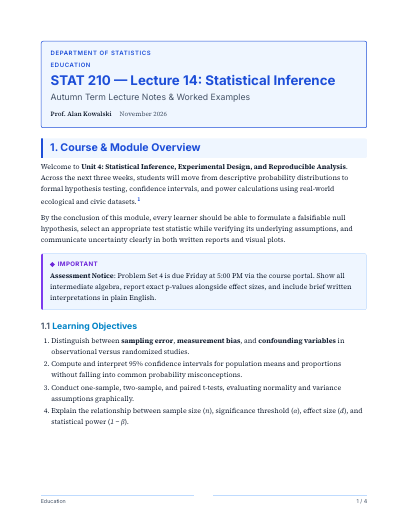 DEPARTMENT OF STATISTICS
EDUCATION
STAT 210 — Lecture 14: Statistical Inference
Autumn Term Lecture Notes & Worked Examples
Prof. Alan Kowalski November 2026
1. Course & Module Overview
Welcome to Unit 4: Statistical Inference, Experimental Design, and Reproducible Analysis.
Across the next three weeks, students will move from descriptive probability distributions to
formal hypothesis testing, confidence intervals, and power calculations using real-world
ecological and civic datasets.¹
By the conclusion of this module, every learner should be able to formulate a falsifiable null
hypothesis, select an appropriate test statistic while verifying its underlying assumptions, and
communicate uncertainty clearly in both written reports and visual plots.
◆ IMPORTANT
Assessment Notice: Problem Set 4 is due Friday at 5:00 PM via the course portal. Show all
intermediate algebra, report exact p-values alongside effect sizes, and include brief written
interpretations in plain English.
1.1 Learning Objectives
1. Distinguish between sampling error, measurement bias, and confounding variables in
observational versus randomized studies.
2. Compute and interpret 95% confidence intervals for population means and proportions
without falling into common probability misconceptions.
3. Conduct one-sample, two-sample, and paired t-tests, evaluating normality and variance
assumptions graphically.
4. Explain the relationship between sample size (n), significance threshold (α), effect size (d), and
statistical power (1 − β).
Education 1 / 4